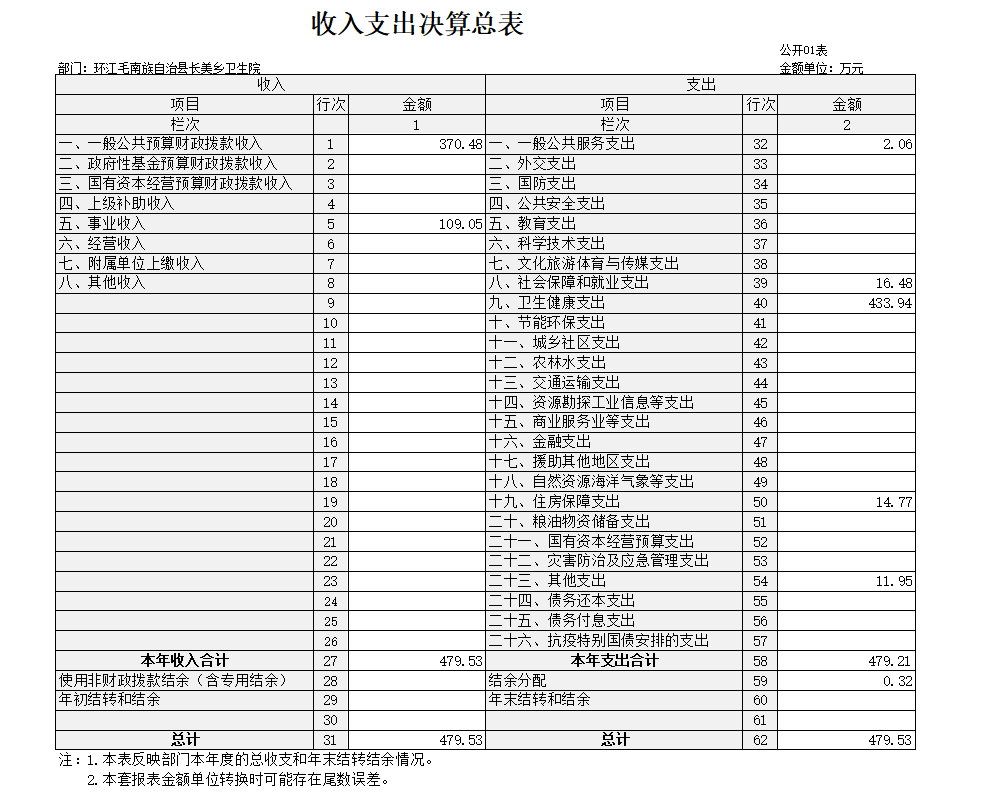 收入支出决算总表
公开01表
部门：环江毛南族自治县长美乡卫生院 金额单位：万元
收入 支出
项目 行次 金额 项目 行次 金额
栏次 1 栏次 2
一、一般公共预算财政拨款收入 1 370.48 一、一般公共服务支出 32 2.06
二、政府性基金预算财政拨款收入 2 二、外交支出 33
三、国有资本经营预算财政拨款收入 3 三、国防支出 34
四、上级补助收入 4 四、公共安全支出 35
五、事业收入 5 109.05 五、教育支出 36
六、经营收入 6 六、科学技术支出 37
七、附属单位上缴收入 7 七、文化旅游体育与传媒支出 38
八、其他收入 8 八、社会保障和就业支出 39 16.48
9 九、卫生健康支出 40 433.94
10 十、节能环保支出 41
11 十一、城乡社区支出 42
12 十二、农林水支出 43
13 十三、交通运输支出 44
14 十四、资源勘探工业信息等支出 45
15 十五、商业服务业等支出 46
16 十六、金融支出 47
17 十七、援助其他地区支出 48
18 十八、自然资源海洋气象等支出 49
19 十九、住房保障支出 50 14.77
20 二十、粮油物资储备支出 51
21 二十一、国有资本经营预算支出 52
22 二十二、灾害防治及应急管理支出 53
23 二十三、其他支出 54 11.95
24 二十四、债务还本支出 55
25 二十五、债务付息支出 56
26 二十六、抗疫特别国债安排的支出 57
本年收入合计 27 479.53 本年支出合计 58 479.21
使用非财政拨款结余（含专用结余） 28 结余分配 59 0.32
年初结转和结余 29 年末结转和结余 60
30 61
总计 31 479.53 总计 62 479.53
注：1.本表反映部门本年度的总收支和年末结转结余情况。
2.本套报表金额单位转换时可能存在尾数误差。